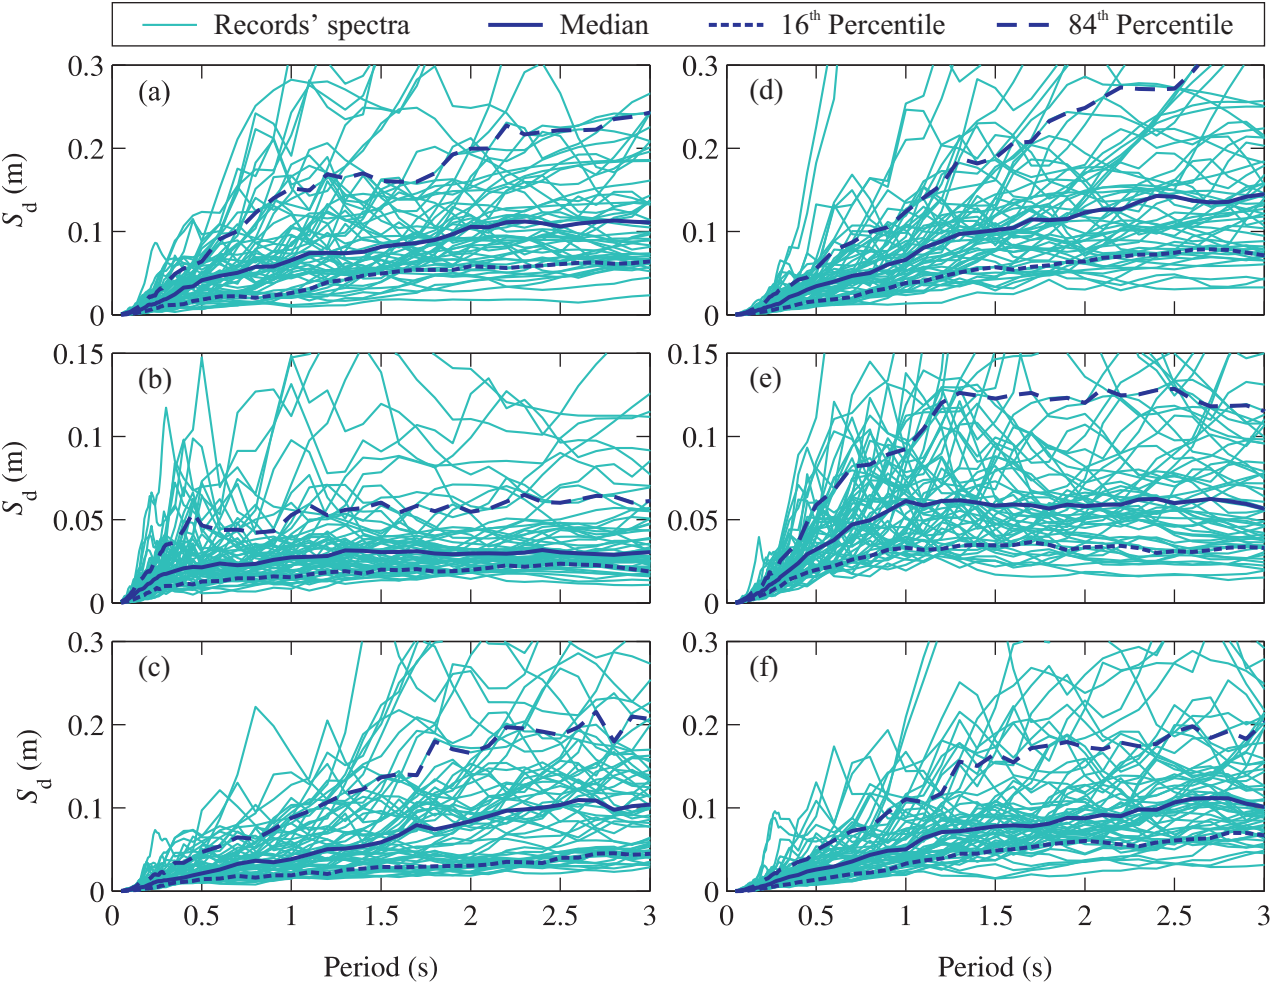 Records’ spectra Median 16th Percentile 84th Percentile
0.3 (a) (d) 0.3
0.2 0.2
Sd (m)
0.1 0.1
0 0
0.15 (b) (e) 0.15
0.1 0.1
Sd (m)
0.05 0.05
0 0
0.3 (c) (f) 0.3
0.2 0.2
Sd (m)
0.1 0.1
0 0
0 0.5 1 1.5 2 2.5 3 0 0.5 1 1.5 2 2.5 3
Period (s) Period (s)